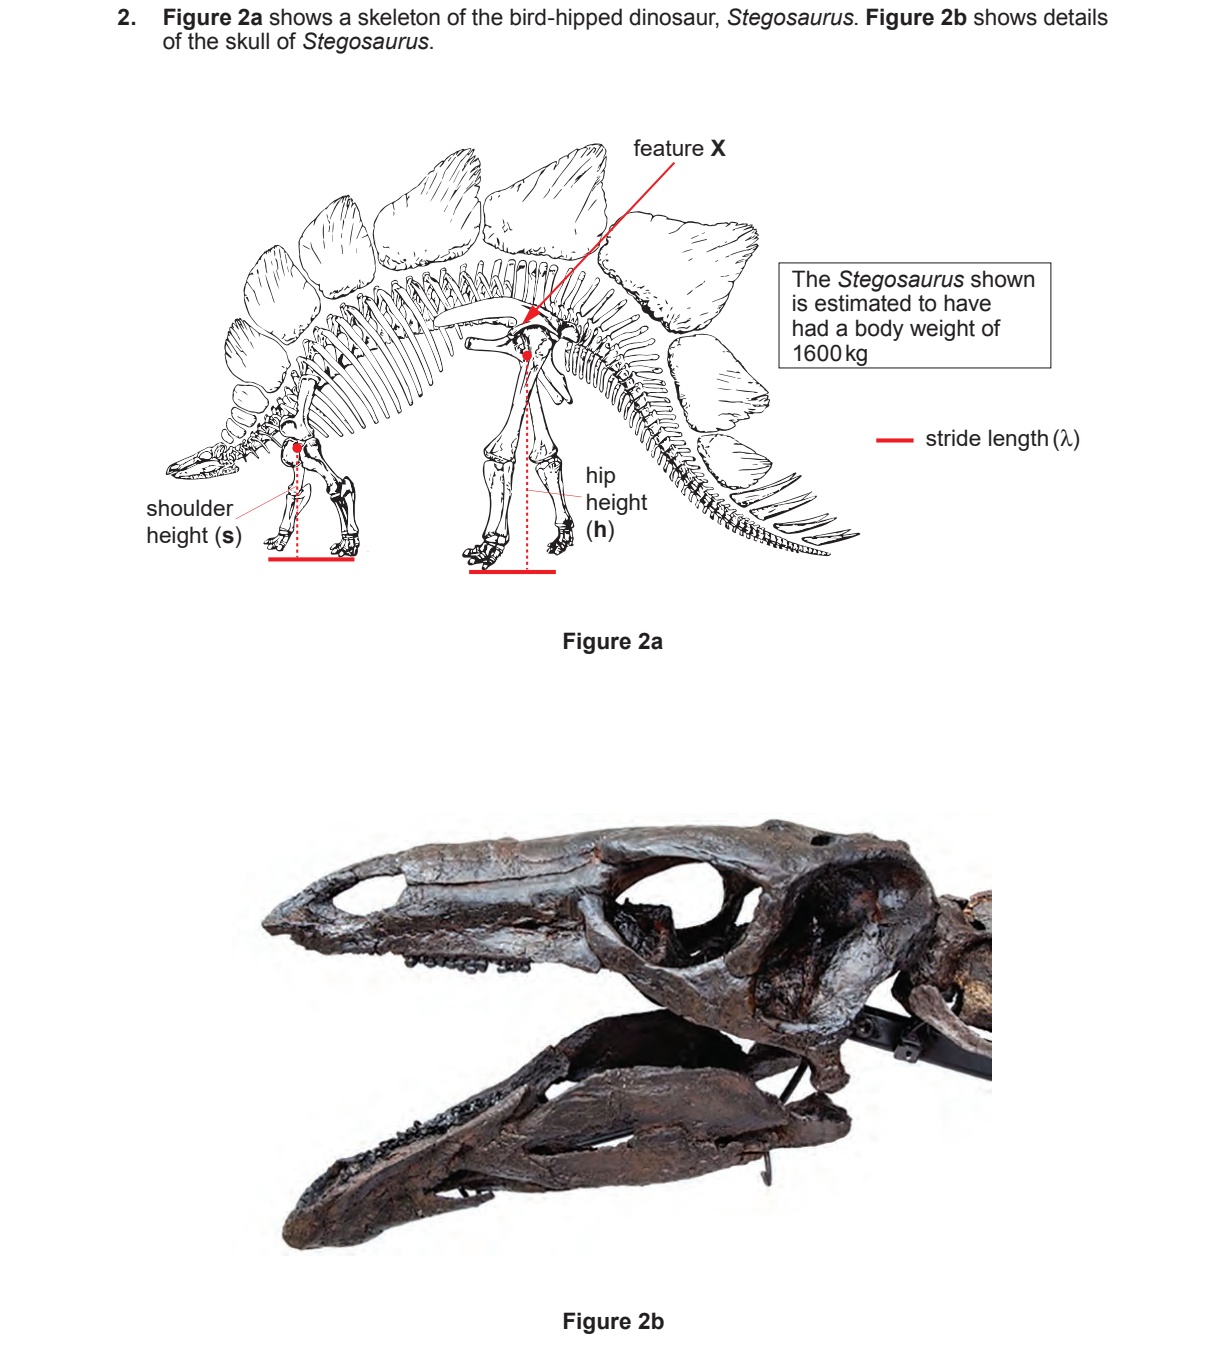 2. Figure 2a shows a skeleton of the bird-hipped dinosaur, Stegosaurus. Figure 2b shows details
of the skull of Stegosaurus.
feature X
The Stegosaurus shown
is estimated to have
had a body weight of
1600 kg
stride length (λ)
hip
height
(h)
shoulder
height (s)
Figure 2a
Figure 2b